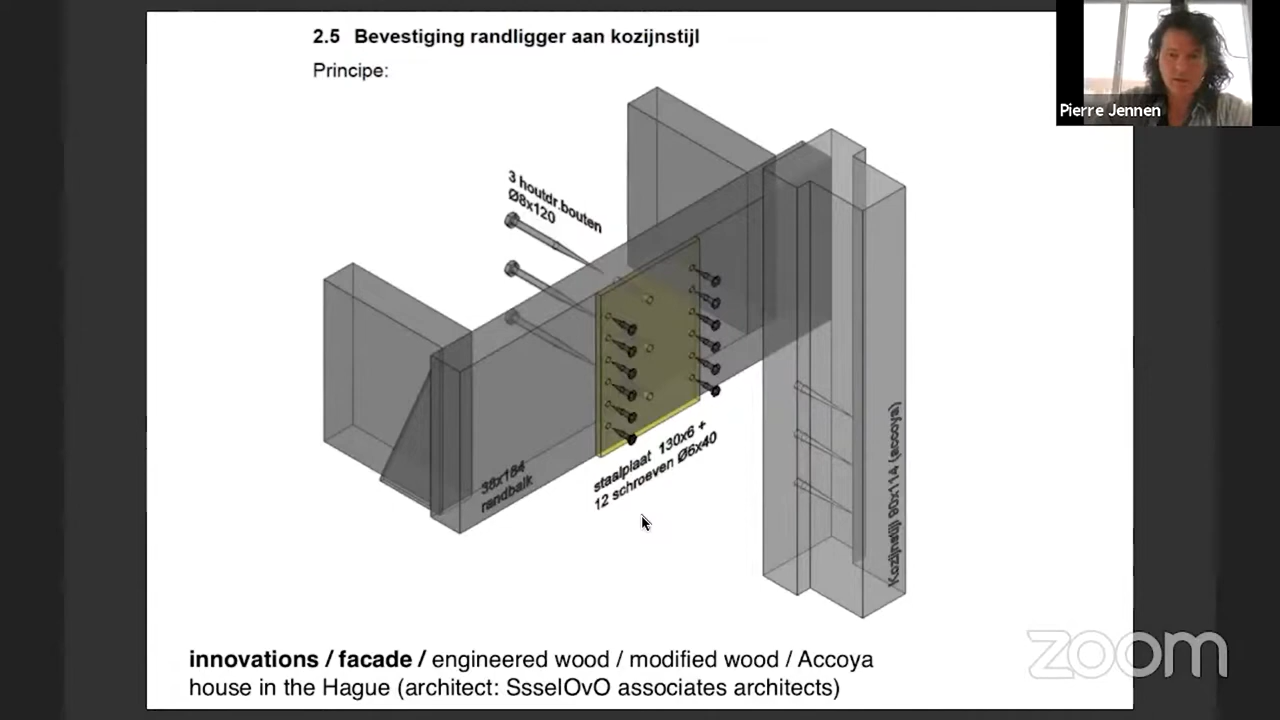 2.5 Bevestiging randligger aan kozijnstijl
Principe:
Pierre Jennen
3 houtdr.bouten
Ø8x120
38x184
randbalk
staalplaat 130x6 +
12 schroeven Ø6x40
Kozijnstijl 90x114 (accoya)
innovations / facade / engineered wood / modified wood / Accoya
house in the Hague (architect: SsselOvO associates architects)
zoom